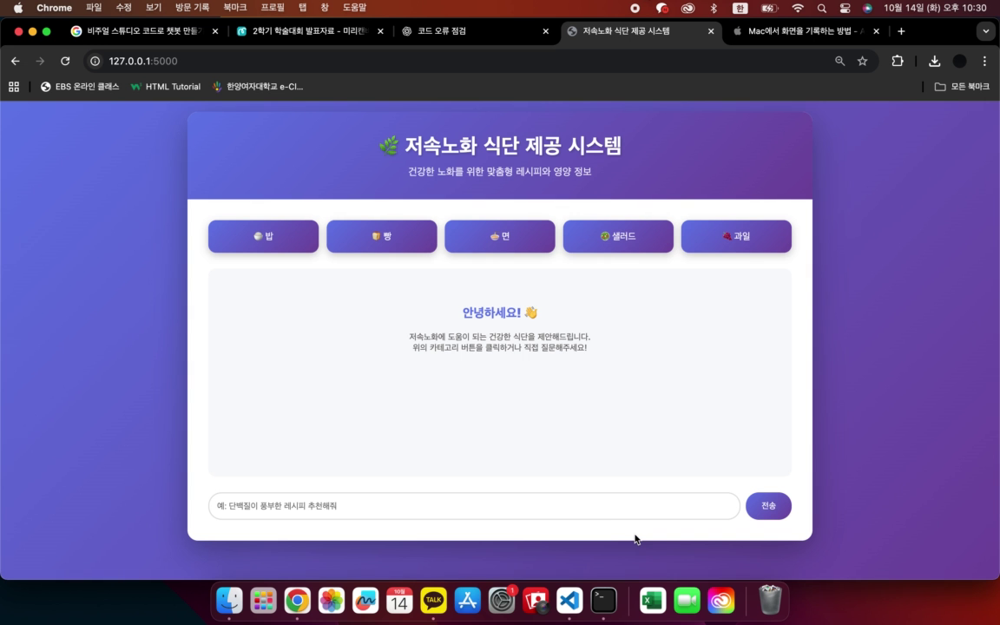 Chrome 파일 수정 보기 방문 기록 북마크 프로필 탭 창 도움말 한 10월 14일 (화) 오후 10:30
비주얼 스튜디오 코드로 챗봇 만들기 2학기 학술대회 발표자료 - 미리캔 코드 오류 점검 저속노화 식단 제공 시스템 Mac에서 화면을 기록하는 방법 -
127.0.0.1:5000
EBS 온라인 클래스 HTML Tutorial 한양여자대학교 e-Cl... 모든 북마크
저속노화 식단 제공 시스템
건강한 노화를 위한 맞춤형 레시피와 영양 정보
밥 빵 면 샐러드 과일
안녕하세요!
저속노화에 도움이 되는 건강한 식단을 제안해드립니다.
위의 카테고리 버튼을 클릭하거나 직접 질문해주세요!
예: 단백질이 풍부한 레시피 추천해줘 전송
10월
14
TALK
1